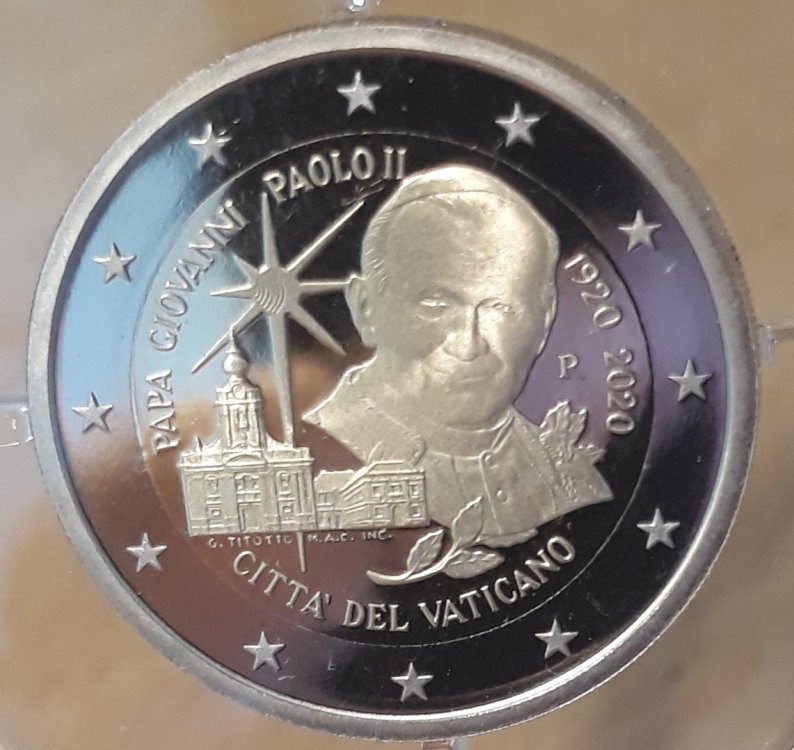 PAPA GIOVANNI PAOLO II
1920 2020
P
G. TITOTTO M.A.C. INC.
CITTA' DEL VATICANO